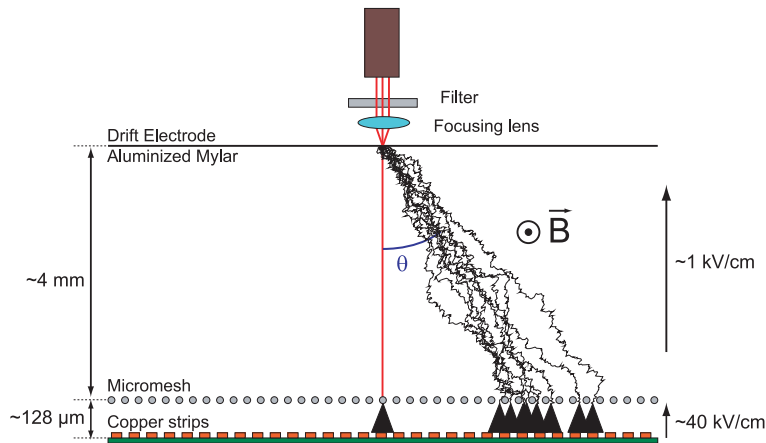 Filter
Focusing lens
Drift Electrode
Aluminized Mylar
B
θ
~1 kV/cm
~4 mm
Micromesh
~128 μm
Copper strips
~40 kV/cm